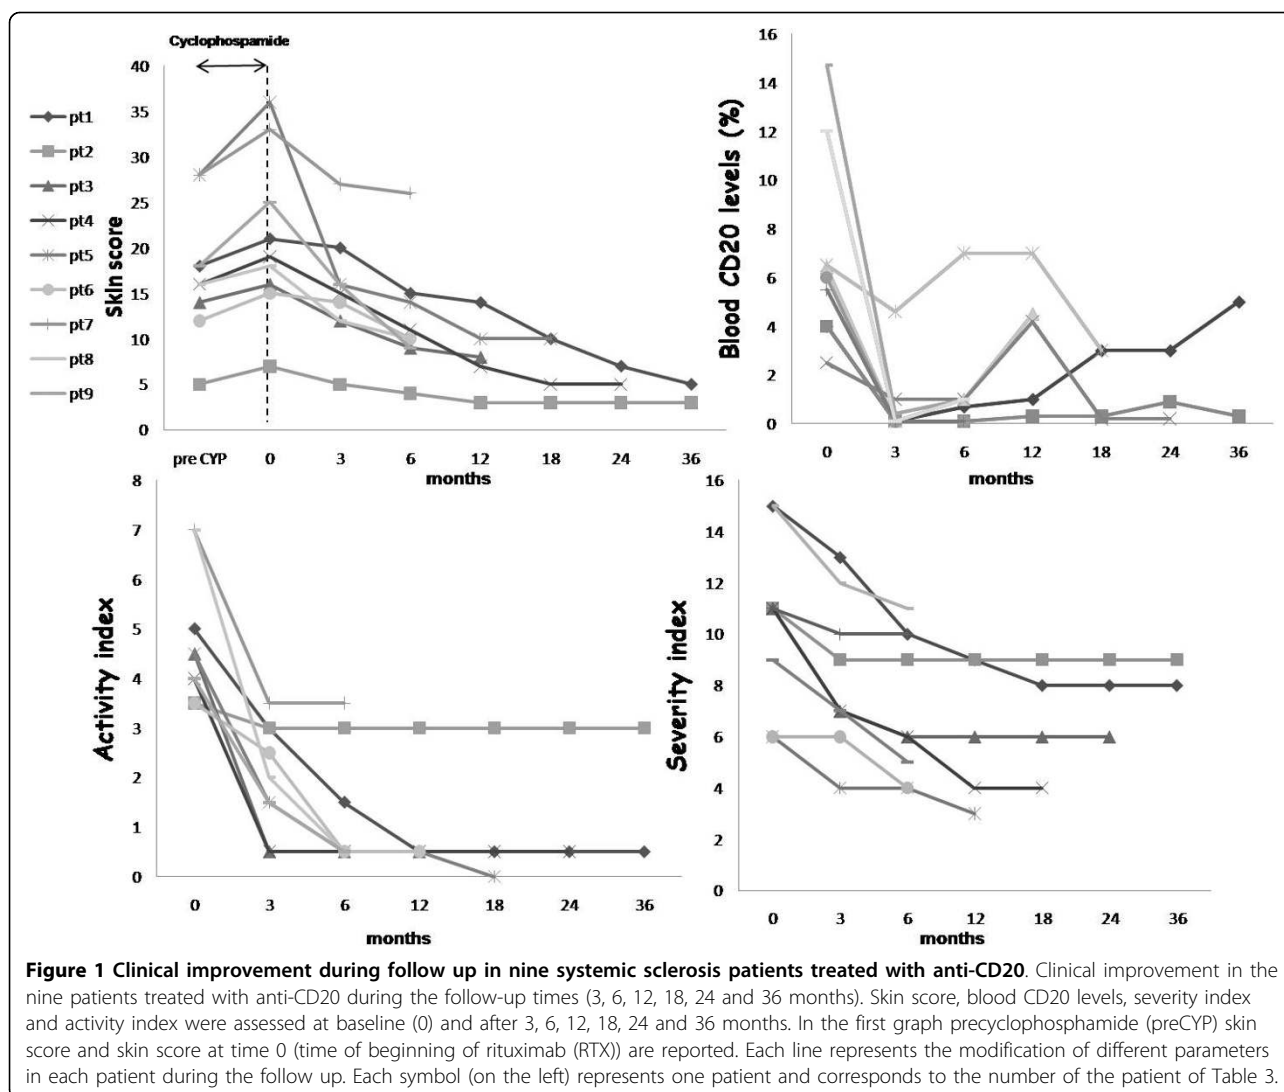 Cyclophospamide
Skin score
40
35
30
25
20
15
10
5
0
pre CYP 0 3 6 12 18 24 36
months
pt1
pt2
pt3
pt4
pt5
pt6
pt7
pt8
pt9
Blood CD20 levels (%)
16
14
12
10
8
6
4
2
0
0 3 6 12 18 24 36
months
Activity index
8
7
6
5
4
3
2
1
0
0 3 6 12 18 24 36
months
Severity index
16
14
12
10
8
6
4
2
0
0 3 6 12 18 24 36
months
Figure 1 Clinical improvement during follow up in nine systemic sclerosis patients treated with anti-CD20. Clinical improvement in the
nine patients treated with anti-CD20 during the follow-up times (3, 6, 12, 18, 24 and 36 months). Skin score, blood CD20 levels, severity index
and activity index were assessed at baseline (0) and after 3, 6, 12, 18, 24 and 36 months. In the first graph precyclophosphamide (preCYP) skin
score and skin score at time 0 (time of beginning of rituximab (RTX)) are reported. Each line represents the modification of different parameters
in each patient during the follow up. Each symbol (on the left) represents one patient and corresponds to the number of the patient of Table 3.